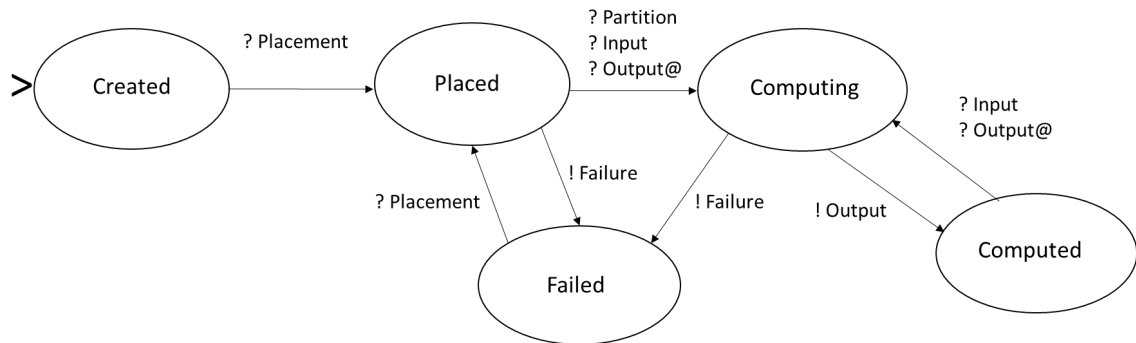 ? Placement
>
Created
Placed
? Partition
? Input
? Output@
Computing
? Input
? Output@
! Failure
? Placement
! Failure
! Output
Computed
Failed